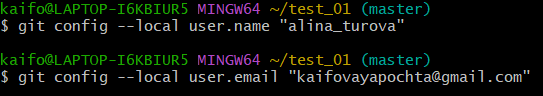 kaifo@LAPTOP-I6KBIUR5 MINGW64 ~/test_01 (master)
$ git config --local user.name "alina_turova"
kaifo@LAPTOP-I6KBIUR5 MINGW64 ~/test_01 (master)
$ git config --local user.email "kaifovayapochta@gmail.com"